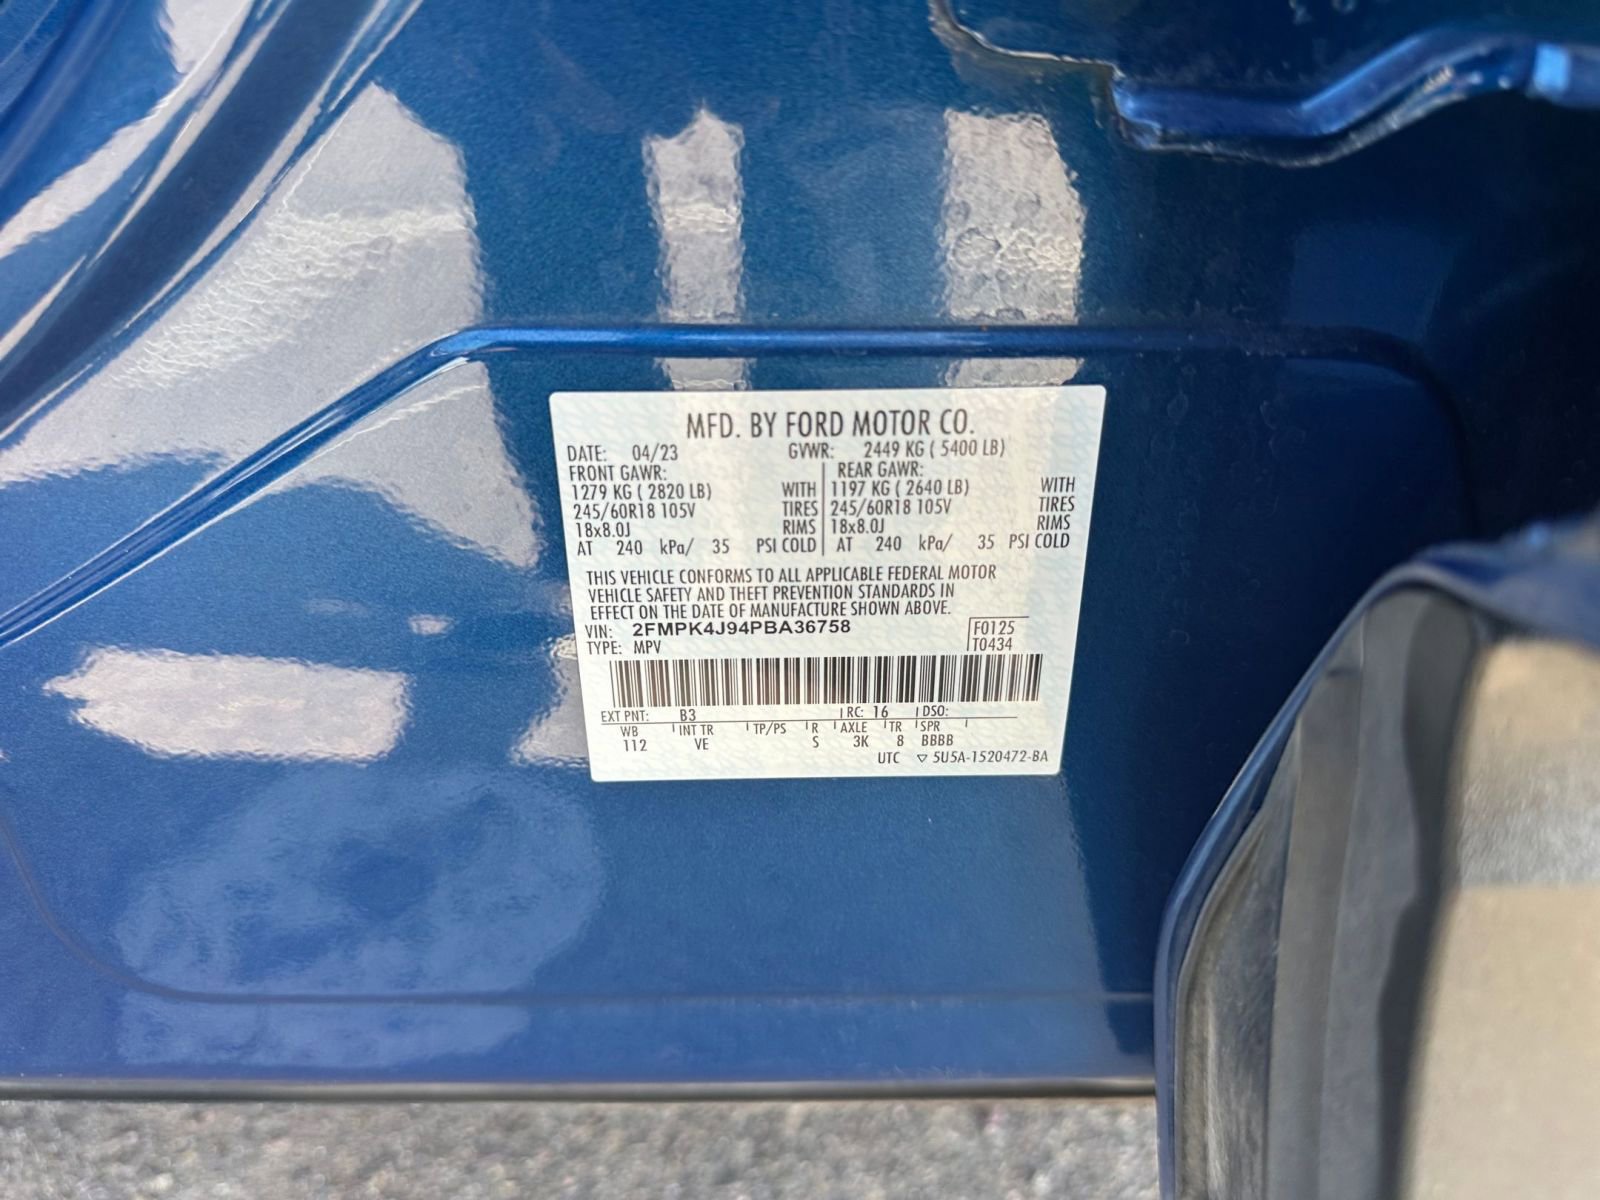 MFD. BY FORD MOTOR CO.
DATE: 04/23 GVWR: 2449 KG ( 5400 LB)
FRONT GAWR: REAR GAWR:
1279 KG ( 2820 LB) WITH 1197 KG ( 2640 LB) WITH
245/60R18 105V TIRES 245/60R18 105V TIRES
18x8.0J RIMS 18x8.0J RIMS
AT 240 kPa/ 35 PSI COLD AT 240 kPa/ 35 PSI COLD
THIS VEHICLE CONFORMS TO ALL APPLICABLE FEDERAL MOTOR
VEHICLE SAFETY AND THEFT PREVENTION STANDARDS IN
EFFECT ON THE DATE OF MANUFACTURE SHOWN ABOVE.
VIN: 2FMPK4J94PBA36758 F0125
TYPE: MPV T0434
EXT PNT: B3 RC: 16 DSO:
WB INT TR TP/PS R AXLE TR SPR
112 VE S 3K 8 BBBB
UTC ▽ 5U5A-1520472-BA